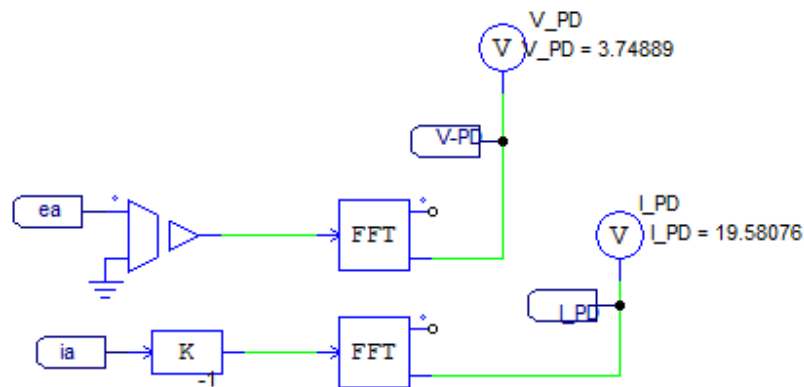 V_PD
V
V_PD = 3.74889
V-PD
ea
FFT
I_PD
V
I_PD = 19.58076
I_PD
ia
K
-1
FFT